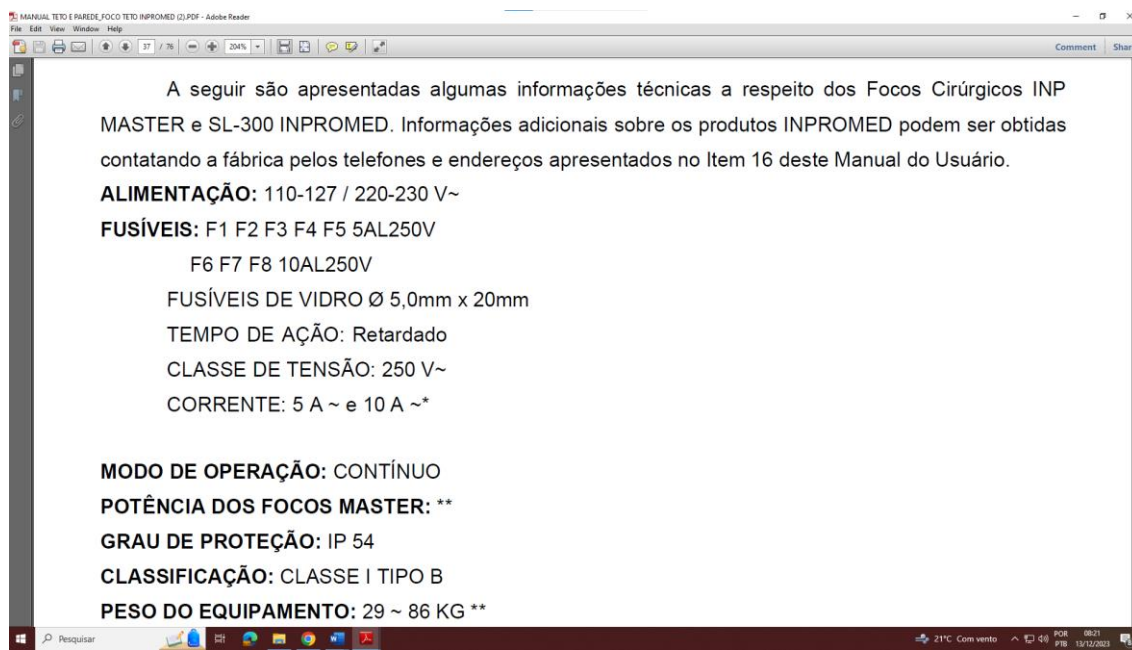 MANUAL TETO E PAREDE_FOCO TETO INPROMED (2).PDF - Adobe Reader
File Edit View Window Help
37 / 76 204% Comment Shar
A seguir são apresentadas algumas informações técnicas a respeito dos Focos Cirúrgicos INP
MASTER e SL-300 INPROMED. Informações adicionais sobre os produtos INPROMED podem ser obtidas
contatando a fábrica pelos telefones e endereços apresentados no Item 16 deste Manual do Usuário.
ALIMENTAÇÃO: 110-127 / 220-230 V~
FUSÍVEIS: F1 F2 F3 F4 F5 5AL250V
F6 F7 F8 10AL250V
FUSÍVEIS DE VIDRO Ø 5,0mm x 20mm
TEMPO DE AÇÃO: Retardado
CLASSE DE TENSÃO: 250 V~
CORRENTE: 5 A ~ e 10 A ~*
MODO DE OPERAÇÃO: CONTÍNUO
POTÊNCIA DOS FOCOS MASTER: **
GRAU DE PROTEÇÃO: IP 54
CLASSIFICAÇÃO: CLASSE I TIPO B
PESO DO EQUIPAMENTO: 29 ~ 86 KG **
Pesquisar 21°C Com vento POR 08:21
PTB 13/12/2023